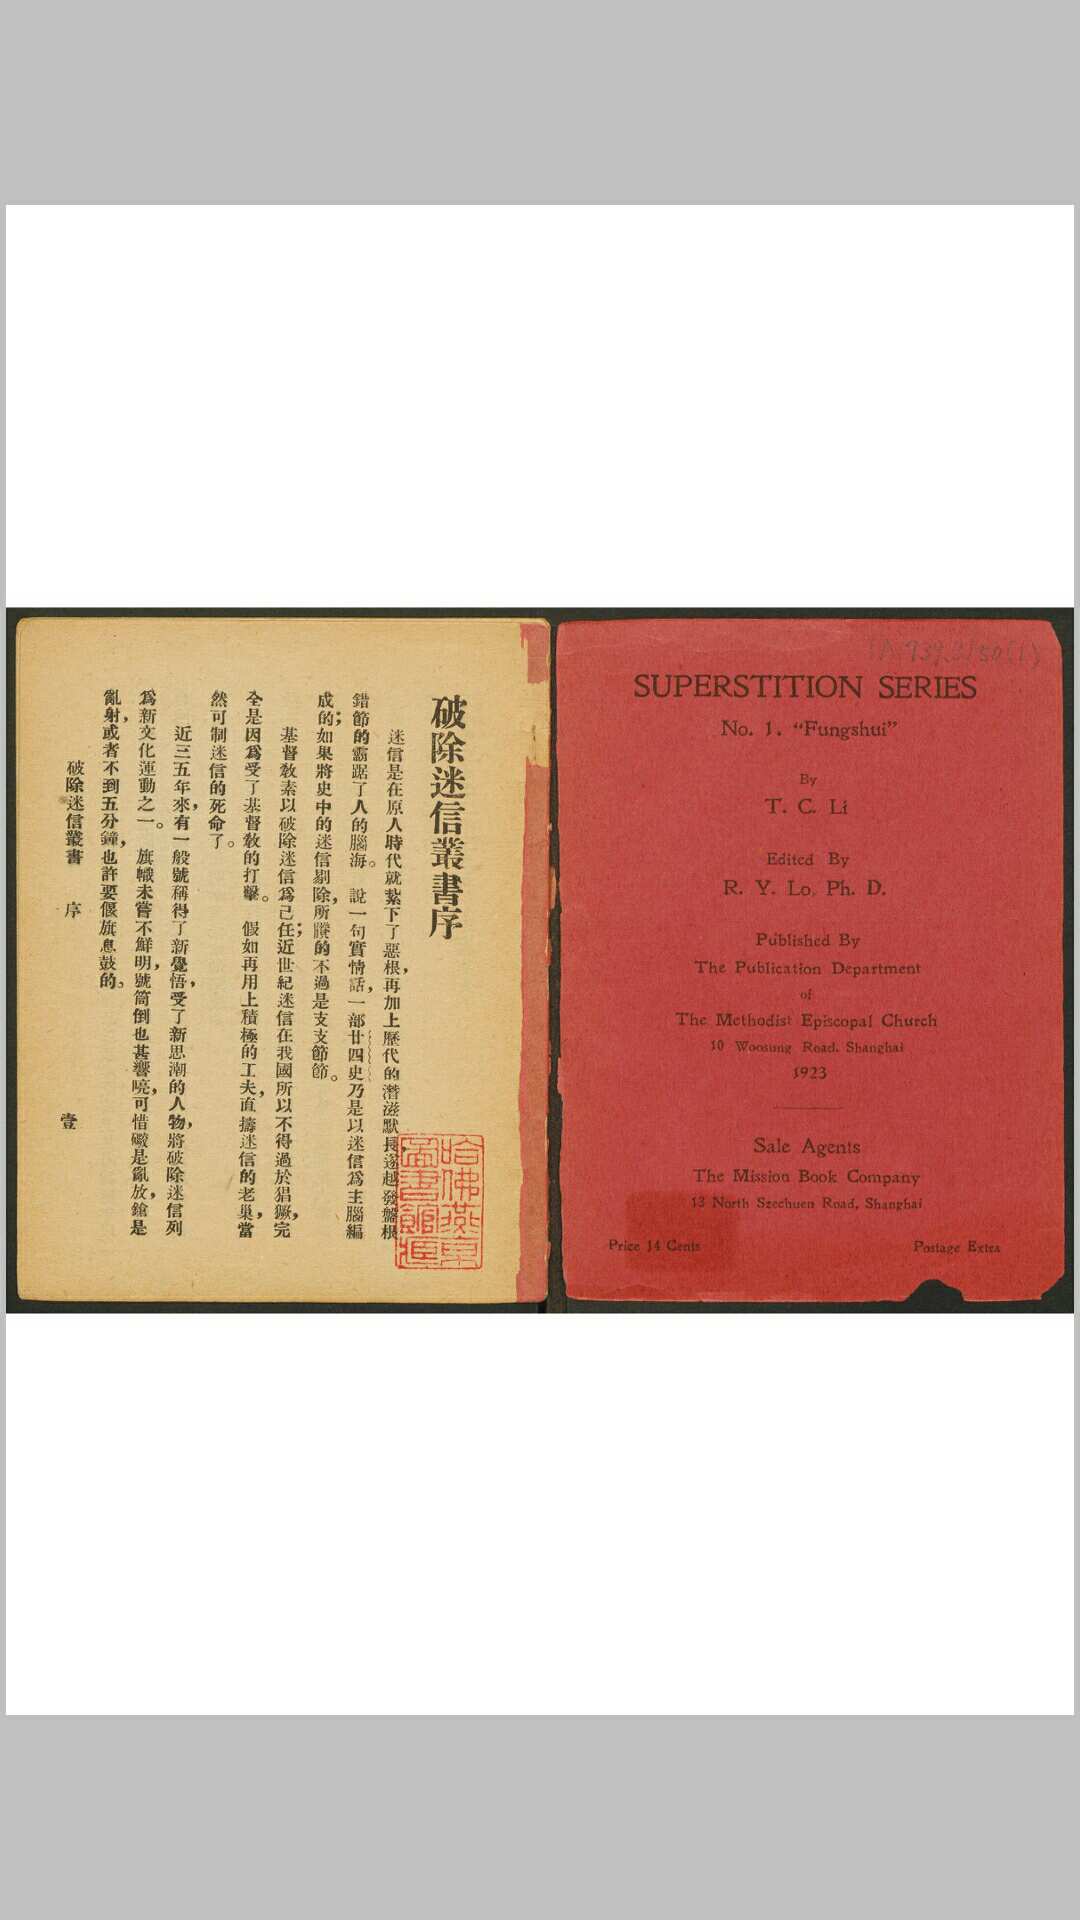 SUPERSTITION SERIES
No. 1. “Fungshui”
By
T. C. Li
Edited By
R. Y. Lo, Ph. D.
Published By
The Publication Department
of
The Methodist Episcopal Church
10 Woosung Road, Shanghai
1923
Sale Agents
The Mission Book Company
13 North Szechuen Road, Shanghai
Price 14 Cents
Postage Extra
破除迷信叢書序
迷信是在原人時代就紮下了惡根，再加上歷代的潛滋默長，遂越發盤根
錯節的霸踞了人的腦海。說一句實情話，一部廿四史乃是以迷信爲主腦編
成的；如果將史中的迷信剔除，所賸的不過是支支節節。
基督教素以破除迷信爲己任；近世紀迷信在我國所以不得過於猖獗，完
全是因爲受了基督教的打擊。假如再用上積極的工夫，直擣迷信的老巢，當
然可制迷信的死命了。
近三五年來，有一般號稱得了新覺悟，受了新思潮的人物，將破除迷信列
爲新文化運動之一。旗幟未嘗不鮮明，號筒倒也甚響喨，可惜礮是亂放，鎗是
亂射，或者不到五分鐘，也許要偃旗息鼓的。
破除迷信叢書 序 壹
哈佛燕京
圖書館